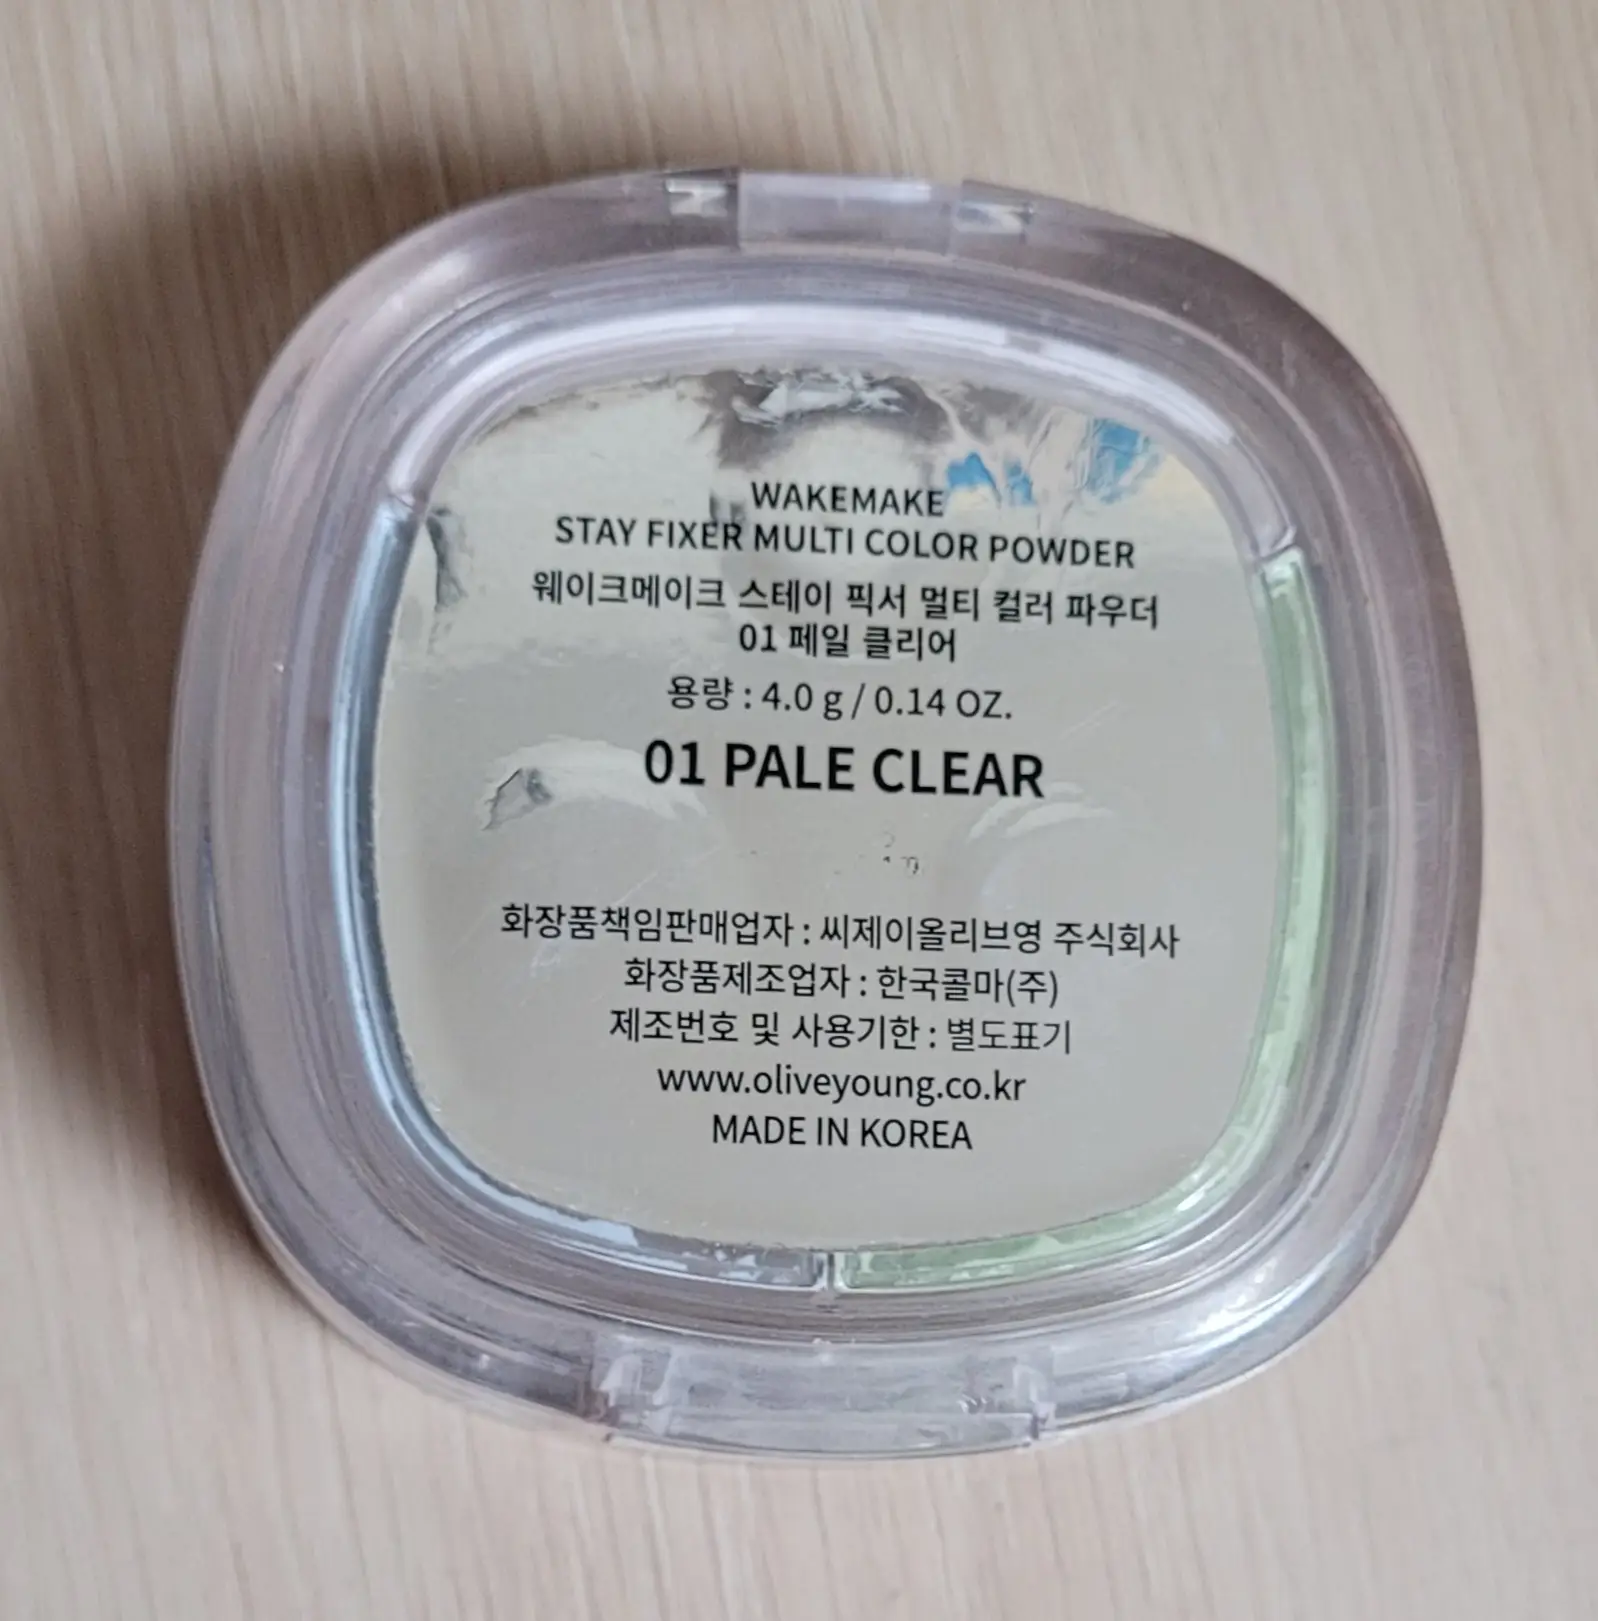 WAKEMAKE
STAY FIXER MULTI COLOR POWDER
웨이크메이크 스테이 픽서 멀티 컬러 파우더
01 페일 클리어
용량 : 4.0 g / 0.14 OZ.
01 PALE CLEAR
화장품책임판매업자 : 씨제이올리브영 주식회사
화장품제조업자 : 한국콜마(주)
제조번호 및 사용기한 : 별도표기
www.oliveyoung.co.kr
MADE IN KOREA